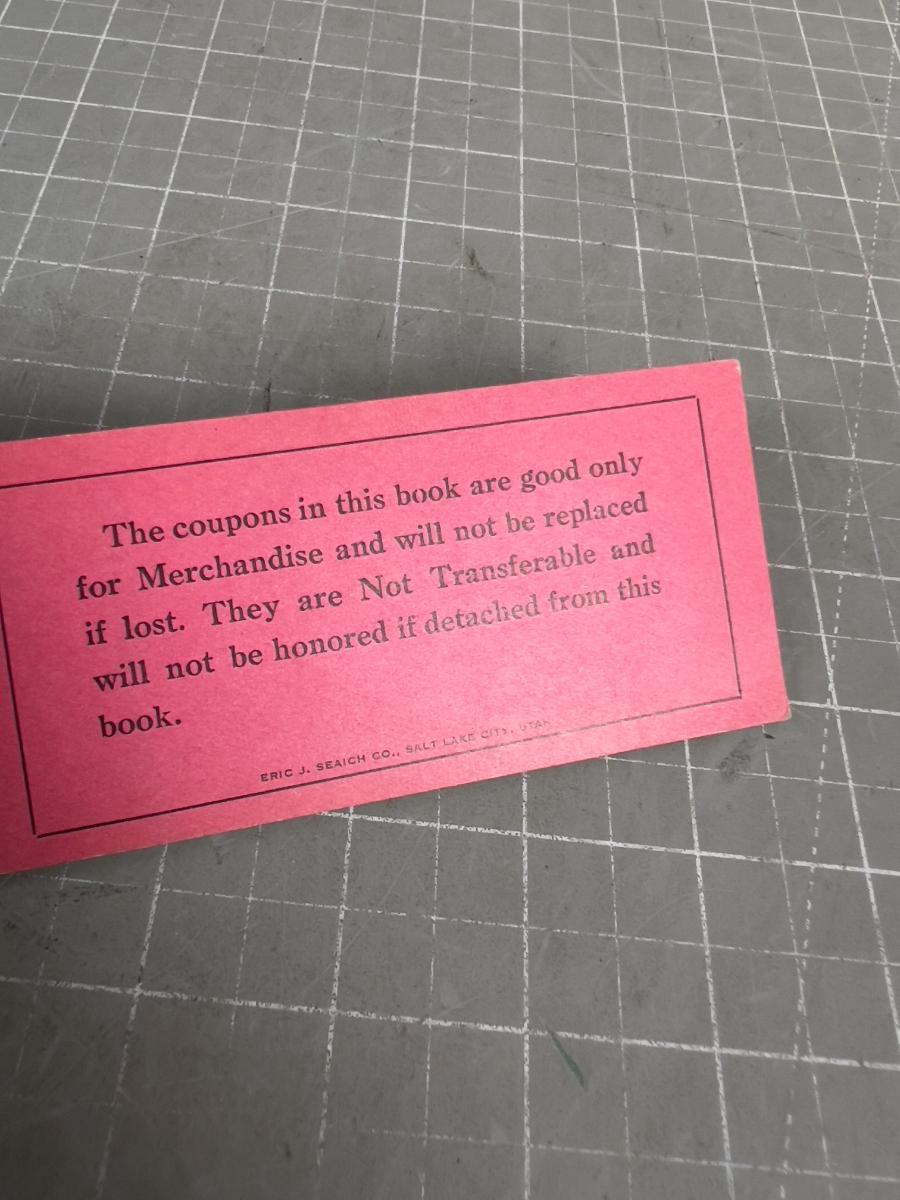 The coupons in this book are good only
for Merchandise and will not be replaced
if lost. They are Not Transferable and
will not be honored if detached from this
book.
ERIC J. SEAICH CO., SALT LAKE CITY, UTAH